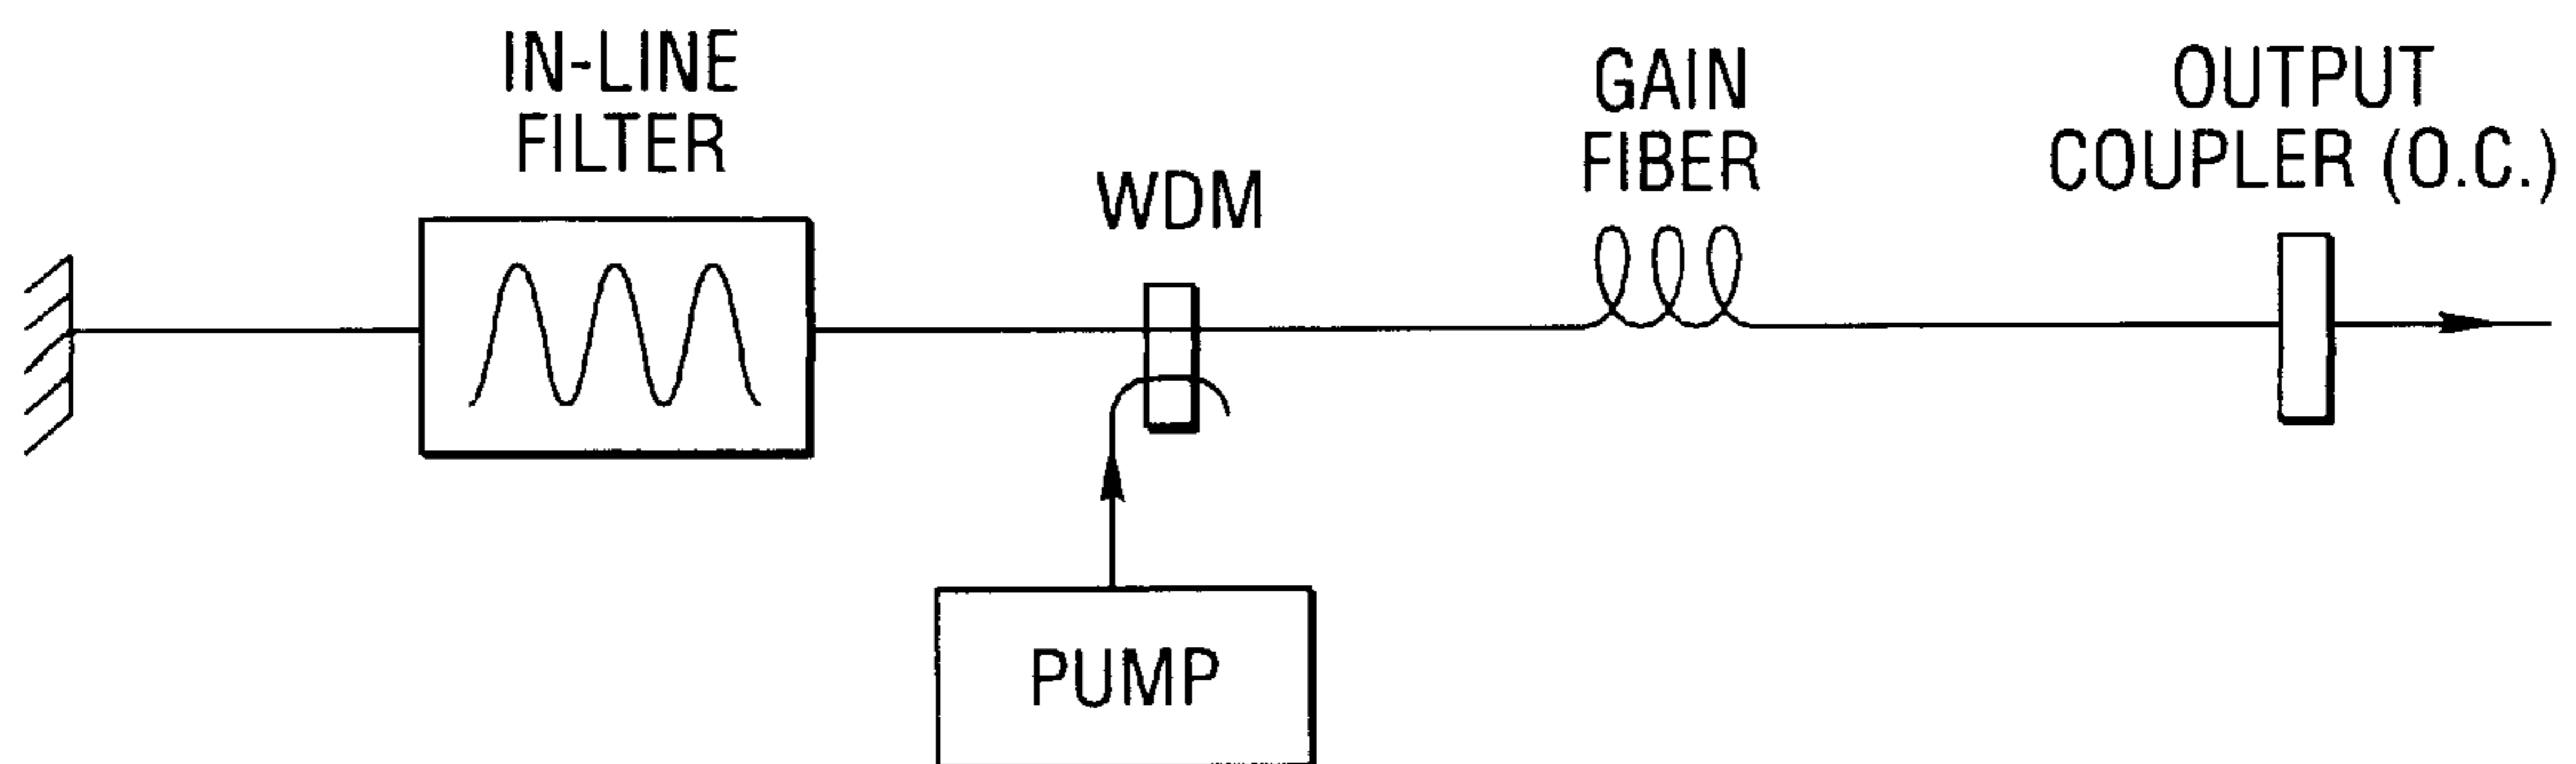 IN-LINE
FILTER
WDM
GAIN
FIBER
OUTPUT
COUPLER (O.C.)
PUMP